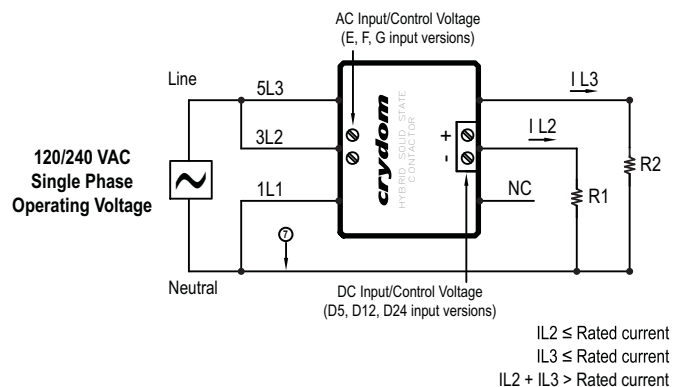 AC Input/Control Voltage
(E, F, G input versions)
Line
5L3
3L2
1L1
120/240 VAC
Single Phase
Operating Voltage
7
Neutral
crydom
HYBRID SOLID STATE
CONTACTOR
+
-
I L3
I L2
NC
R1
R2
DC Input/Control Voltage
(D5, D12, D24 input versions)
IL2 ≤ Rated current
IL3 ≤ Rated current
IL2 + IL3 > Rated current